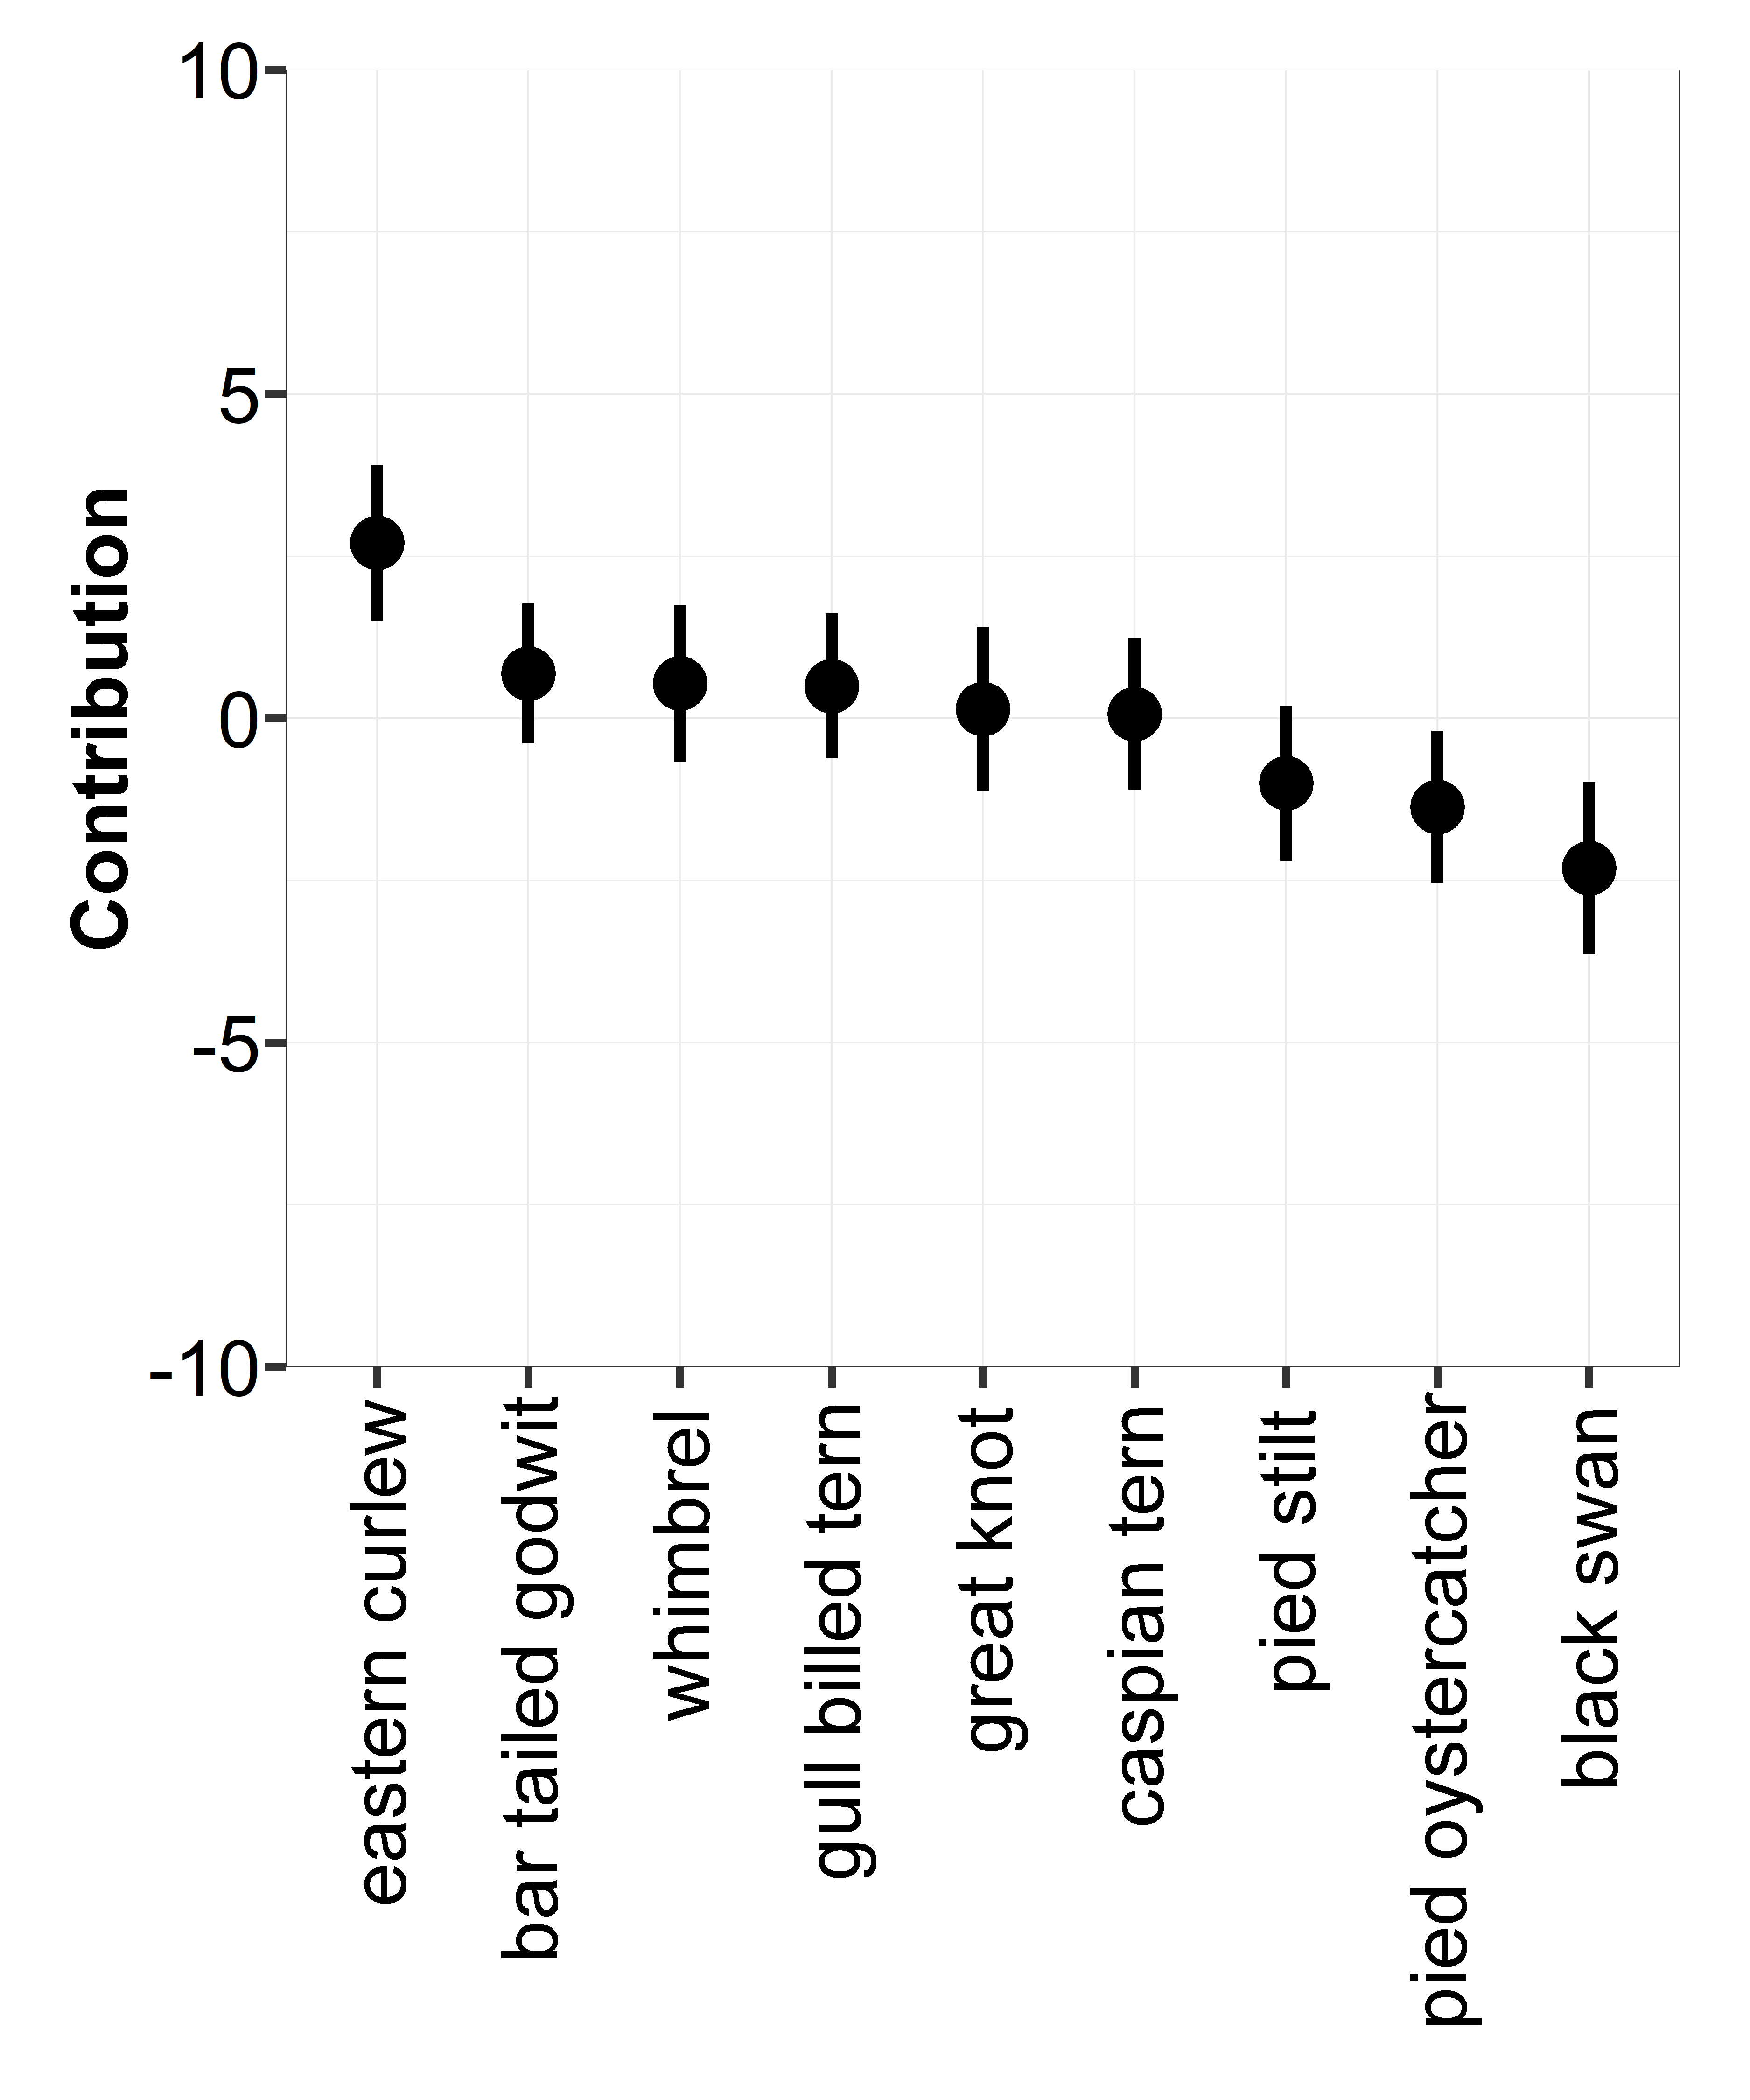 10
5
0
-5
-10
Contribution
eastern curlew
bar tailed godwit
whimbrel
gull billed tern
great knot
caspian tern
pied stilt
pied oystercatcher
black swan